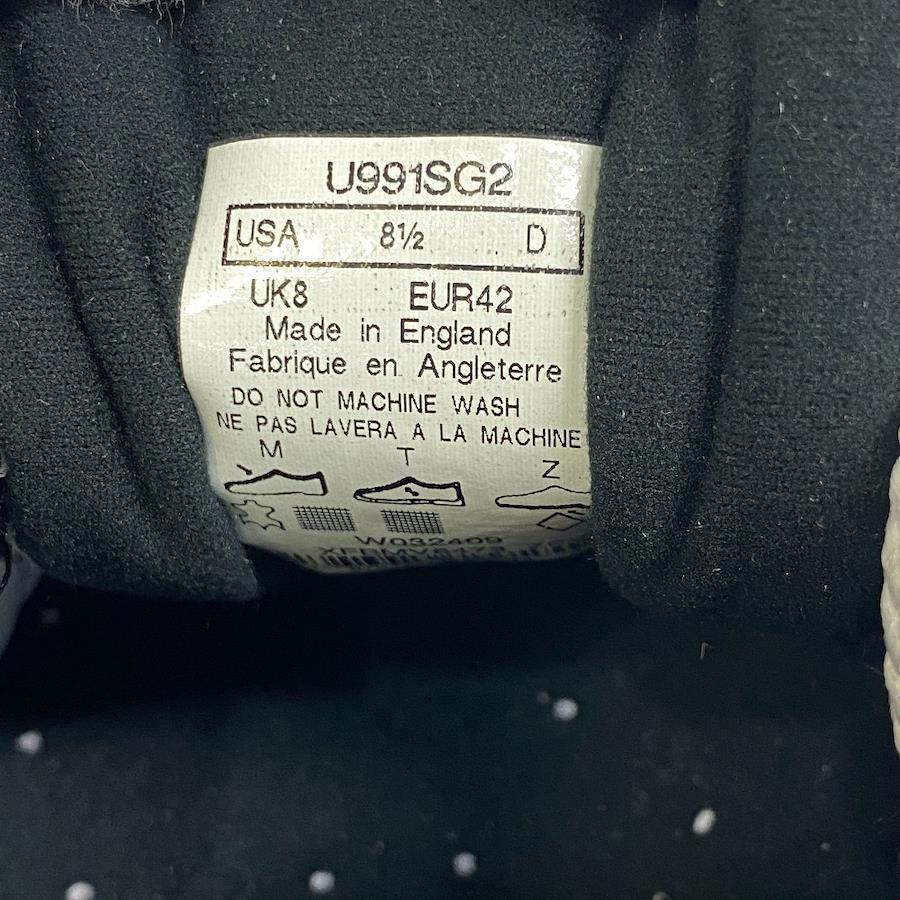 U991SG2
USA 8½ D
UK8 EUR42
Made in England
Fabrique en Angleterre
DO NOT MACHINE WASH
NE PAS LAVERA A LA MACHINE
M T Z
W032409